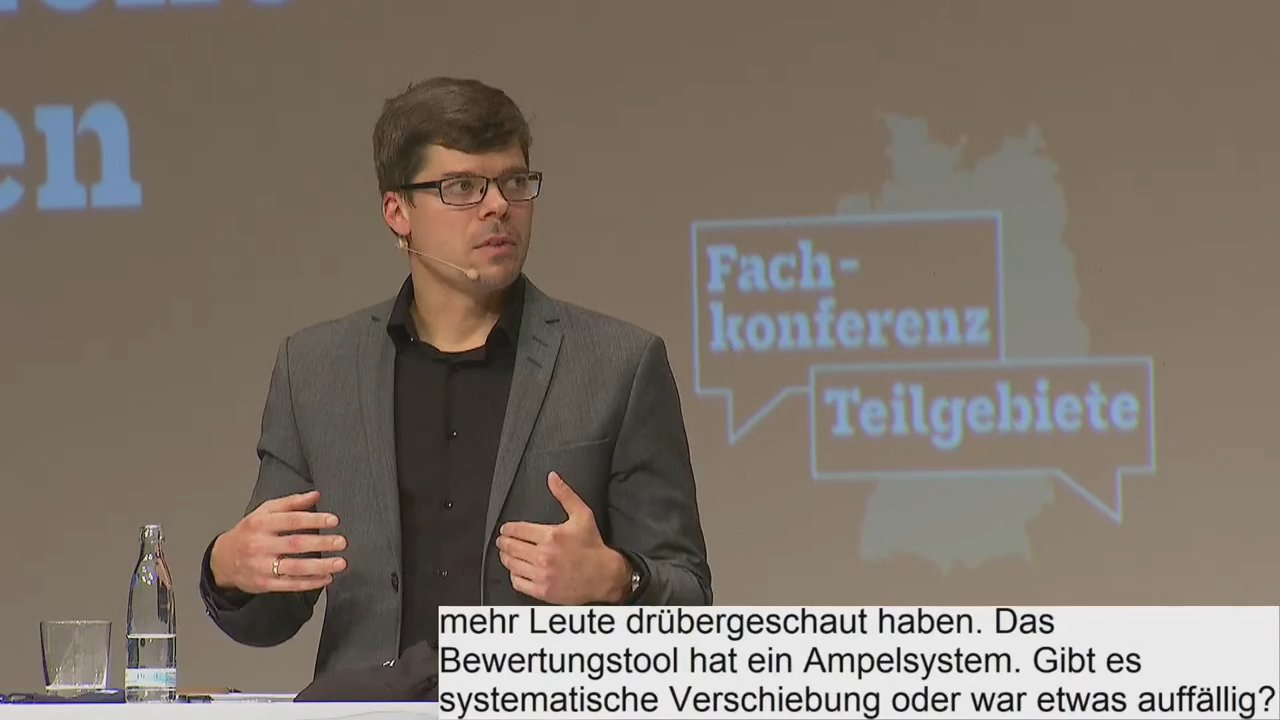 en
Fach-
konferenz
Teilgebiete
mehr Leute drübergeschaut haben. Das
Bewertungstool hat ein Ampelsystem. Gibt es
systematische Verschiebung oder war etwas auffällig?